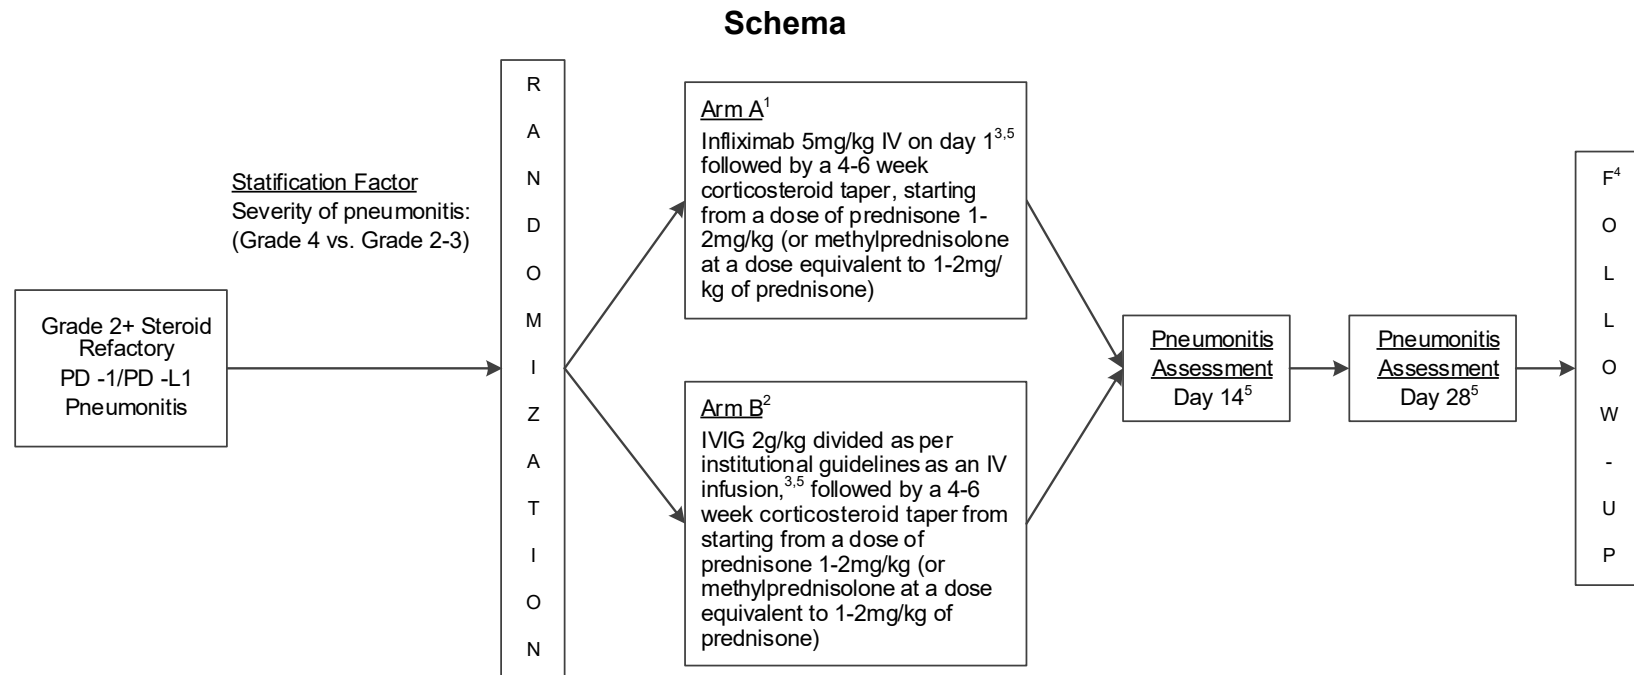 Schema
Statification Factor
Severity of pneumonitis:
(Grade 4 vs. Grade 2-3)
Grade 2+ Steroid
Refactory
PD -1/PD -L1
Pneumonitis
R
A
N
D
O
M
I
Z
A
T
I
O
N
Arm A¹
Infliximab 5mg/kg IV on day 1³,⁵
followed by a 4-6 week
corticosteroid taper, starting
from a dose of prednisone 1-
2mg/kg (or methylprednisolone
at a dose equivalent to 1-2mg/
kg of prednisone)
Arm B²
IVIG 2g/kg divided as per
institutional guidelines as an IV
infusion,³,⁵ followed by a 4-6
week corticosteroid taper from
starting from a dose of
prednisone 1-2mg/kg (or
methylprednisolone at a dose
equivalent to 1-2mg/kg of
prednisone)
Pneumonitis
Assessment
Day 14⁵
Pneumonitis
Assessment
Day 28⁵
F⁴
O
L
L
O
W
-
U
P